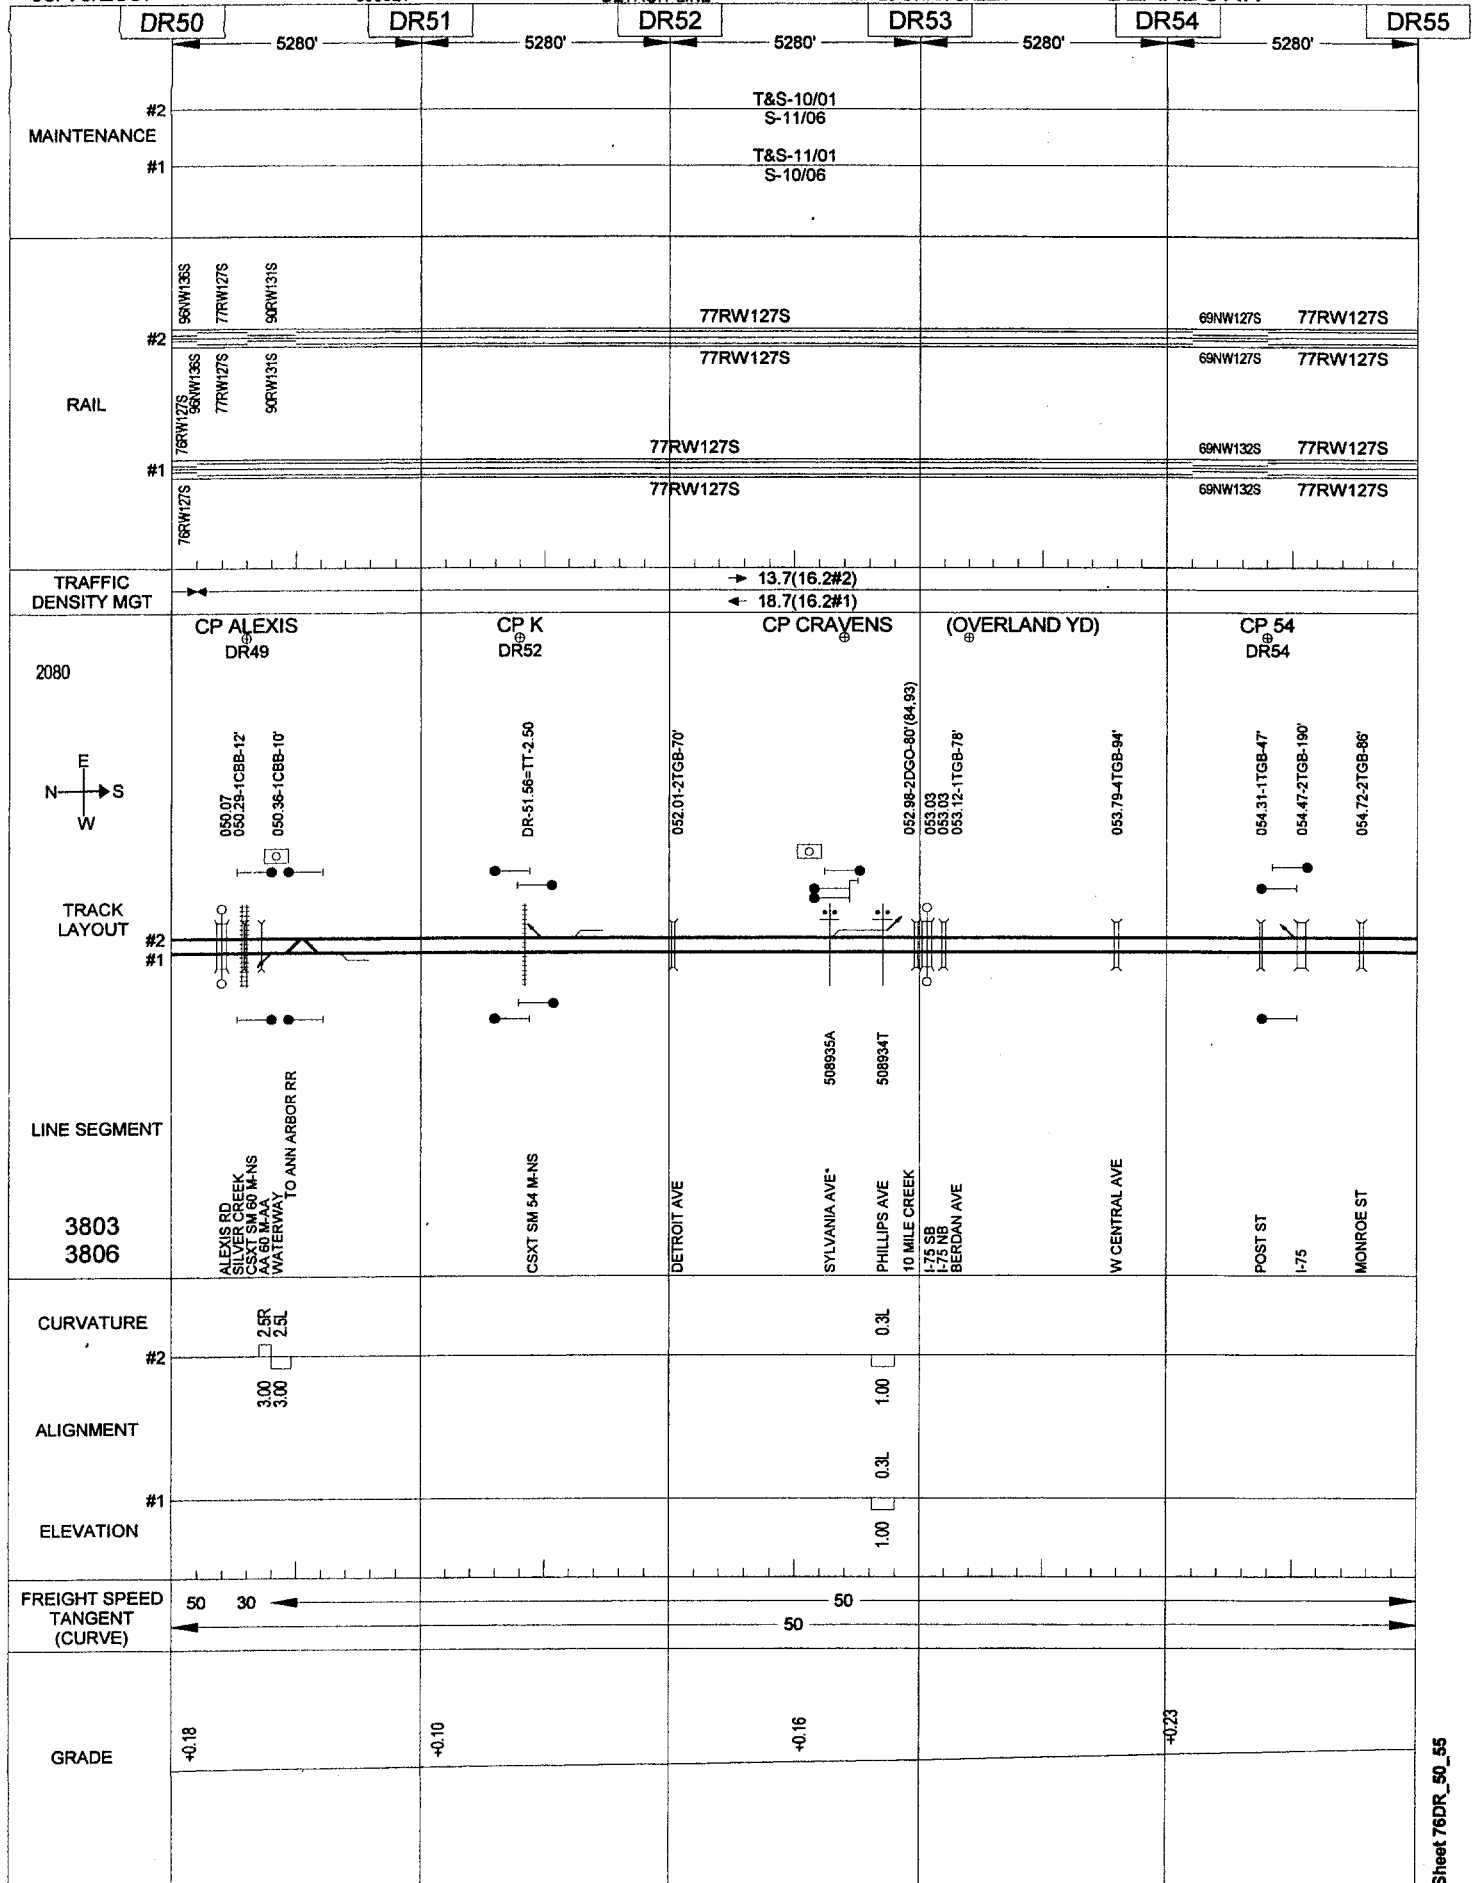 DR50
DR51
DR52
DR53
DR54
DR55
5280'
5280'
5280'
5280'
5280'
MAINTENANCE
#2
T&S-10/01
S-11/06
#1
T&S-11/01
S-10/06
RAIL
96NW136S
77RW127S
90RW131S
77RW127S
69NW127S
77RW127S
#2
77RW127S
69NW127S
77RW127S
96NW136S
77RW127S
90RW131S
76RW127S
77RW127S
69NW132S
77RW127S
#1
77RW127S
69NW132S
77RW127S
76RW127S
TRAFFIC
DENSITY MGT
13.7(16.2#2)
18.7(16.2#1)
CP ALEXIS
DR49
CP K
DR52
CP CRAVENS
(OVERLAND YD)
CP 54
DR54
2080
E
N
S
W
050.07
050.29-1CBB-12'
050.36-1CBB-10'
DR-51.56=TT-2.50
052.01-2TGB-70'
052.98-2DGO-80'(84,93)
053.03
053.03
053.12-1TGB-78'
053.79-4TGB-94'
054.31-1TGB-47'
054.47-2TGB-190'
054.72-2TGB-86'
TRACK
LAYOUT
#2
#1
508935A
508934T
LINE SEGMENT
3803
3806
ALEXIS RD
SILVER CREEK
CSXT SM 60 M-NS
AA 60 M-AA
WATERWAY
TO ANN ARBOR RR
CSXT SM 54 M-NS
DETROIT AVE
SYLVANIA AVE*
PHILLIPS AVE
10 MILE CREEK
I-75 SB
I-75 NB
BERDAN AVE
W CENTRAL AVE
POST ST
I-75
MONROE ST
CURVATURE
2.5R
2.5L
0.3L
#2
3.00
3.00
1.00
ALIGNMENT
0.3L
#1
1.00
ELEVATION
FREIGHT SPEED
TANGENT
(CURVE)
50
30
50
50
GRADE
+0.18
+0.10
+0.16
+0.23
Sheet 76DR_50_55